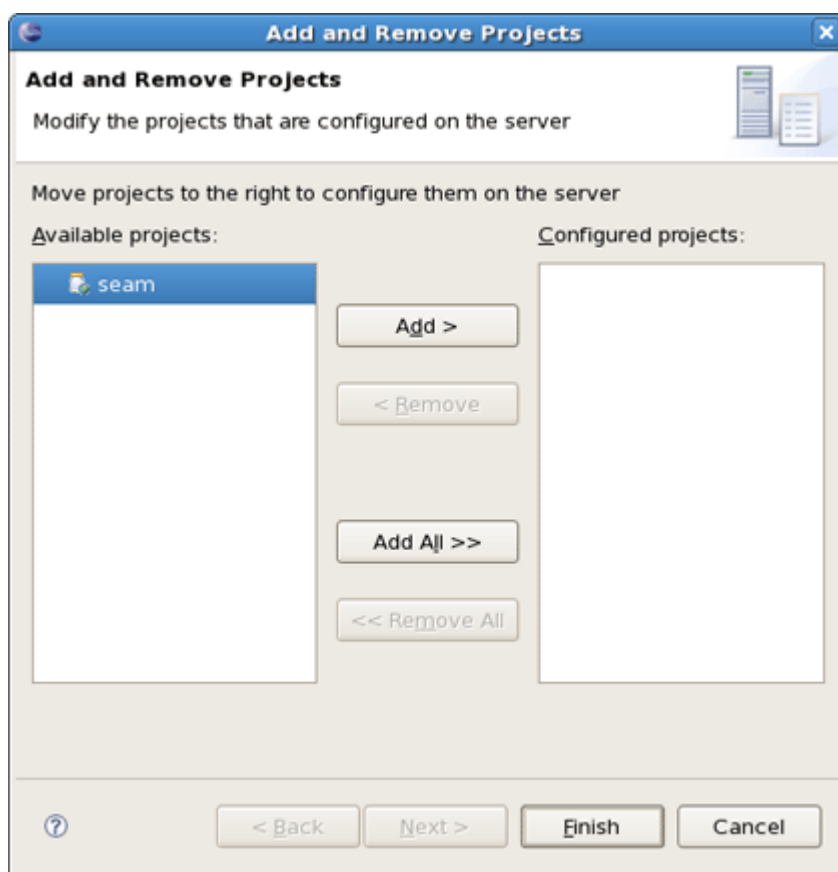 Add and Remove Projects
Add and Remove Projects
Modify the projects that are configured on the server
Move projects to the right to configure them on the server
Available projects:
Configured projects:
seam
Add >
< Remove
Add All >>
<< Remove All
< Back
Next >
Finish
Cancel